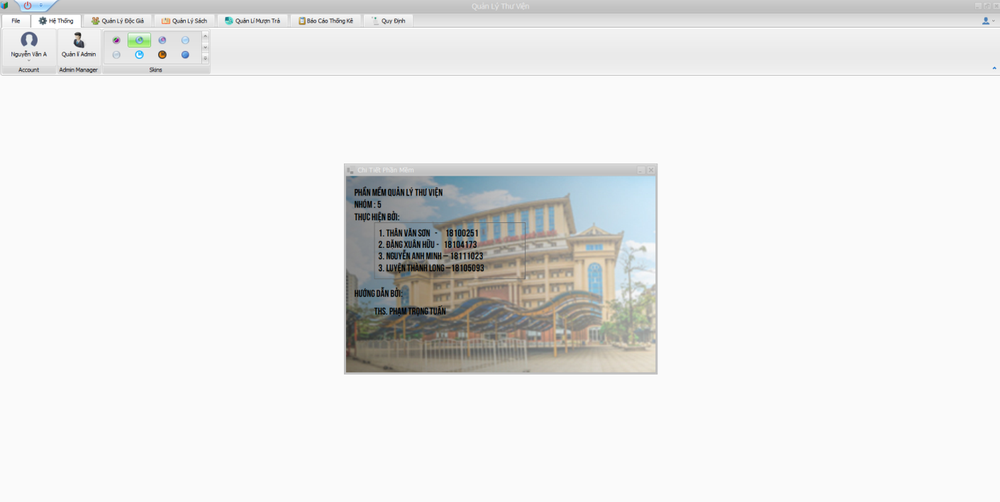 Quản Lý Thư Viện
File
Hệ Thống
Quản Lý Độc Giả
Quản Lý Sách
Quản Lí Mượn Trả
Báo Cáo Thống Kê
Quy Định
Nguyễn Văn A
Quản lí Admin
Account
Admin Manager
Skins
Chi Tiết Phần Mềm
PHẦN MỀM QUẢN LÝ THƯ VIỆN
NHÓM : 5
THỰC HIỆN BỞI:
1. THÂN VĂN SƠN - 18100251
2. ĐẶNG XUÂN HỮU - 18104173
3. NGUYỄN ANH MINH – 18111023
3. LUYỆN THÀNH LONG –18105093
HƯỚNG DẪN BỞI:
THS. PHẠM TRỌNG TUẤN